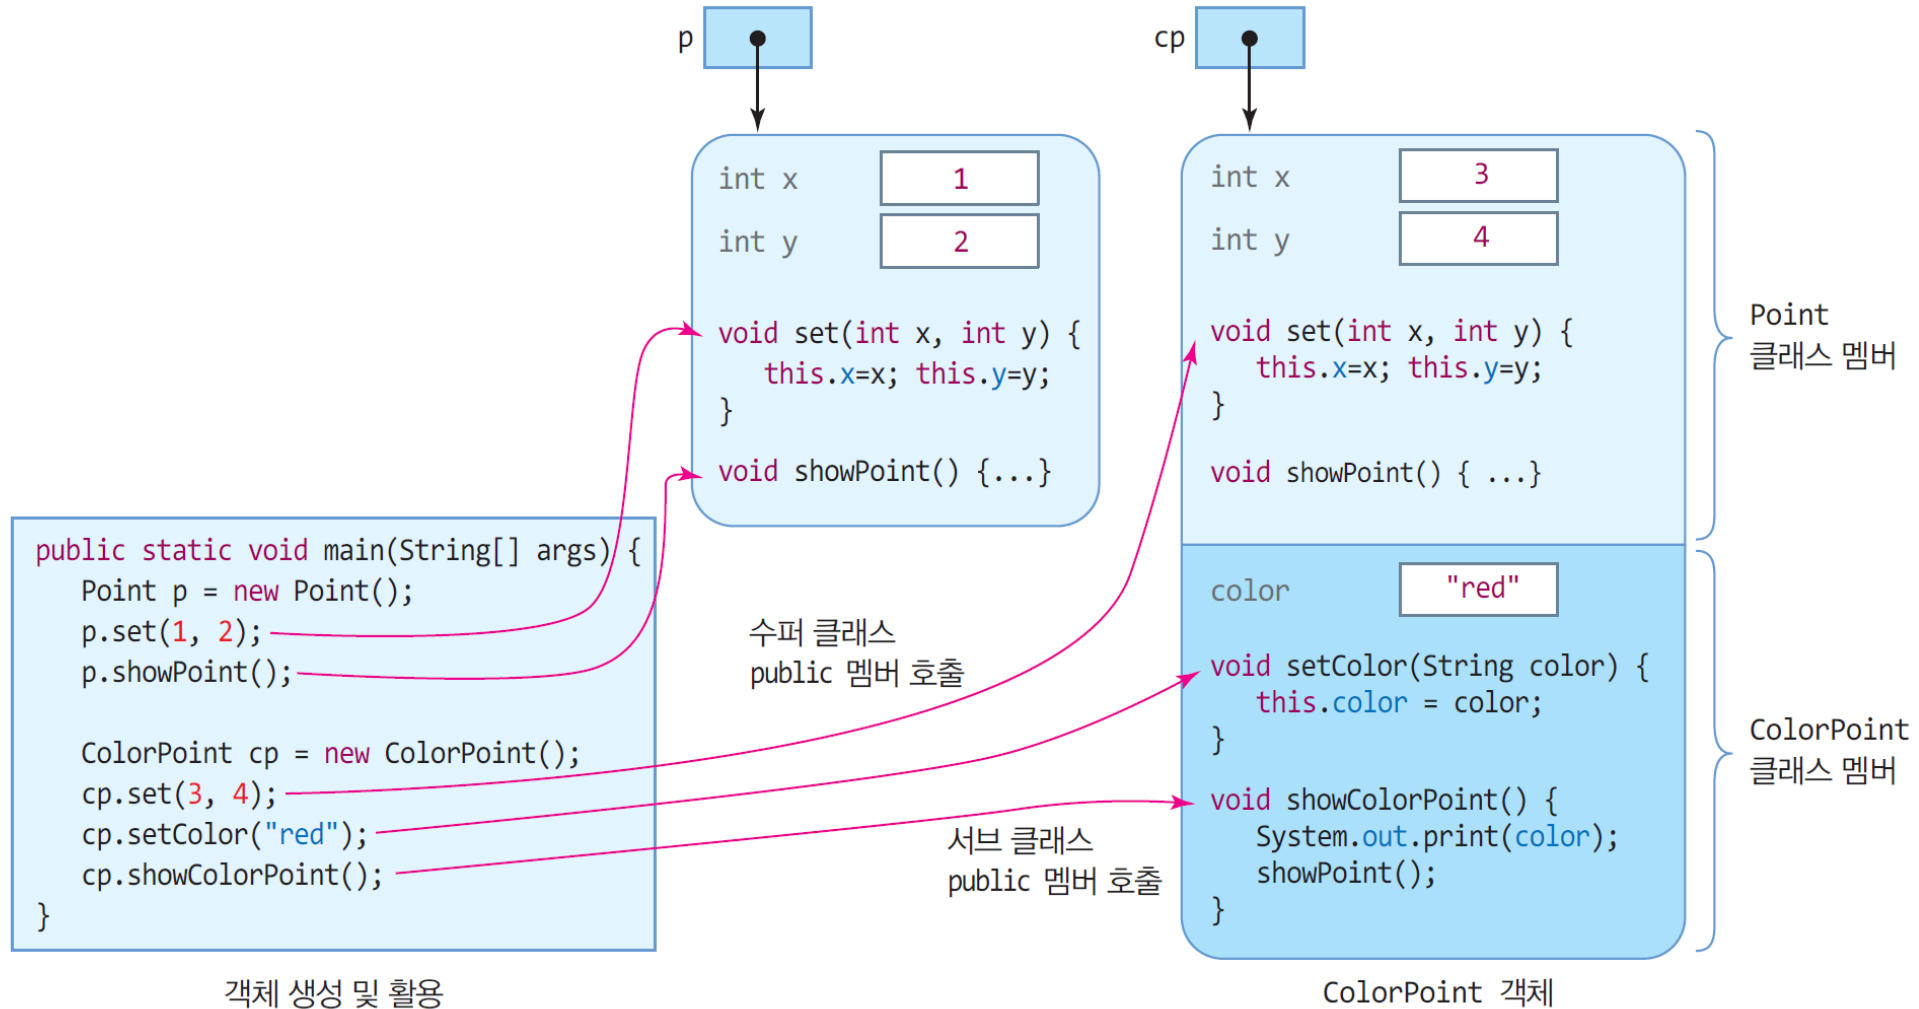 p
cp
int x
1
int y
2
void set(int x, int y) {
this.x=x; this.y=y;
}
void showPoint() {...}
int x
3
int y
4
void set(int x, int y) {
this.x=x; this.y=y;
}
void showPoint() { ...}
Point
클래스 멤버
color
"red"
void setColor(String color) {
this.color = color;
}
void showColorPoint() {
System.out.print(color);
showPoint();
}
ColorPoint
클래스 멤버
public static void main(String[] args) {
Point p = new Point();
p.set(1, 2);
p.showPoint();
ColorPoint cp = new ColorPoint();
cp.set(3, 4);
cp.setColor("red");
cp.showColorPoint();
}
수퍼 클래스
public 멤버 호출
서브 클래스
public 멤버 호출
객체 생성 및 활용
ColorPoint 객체